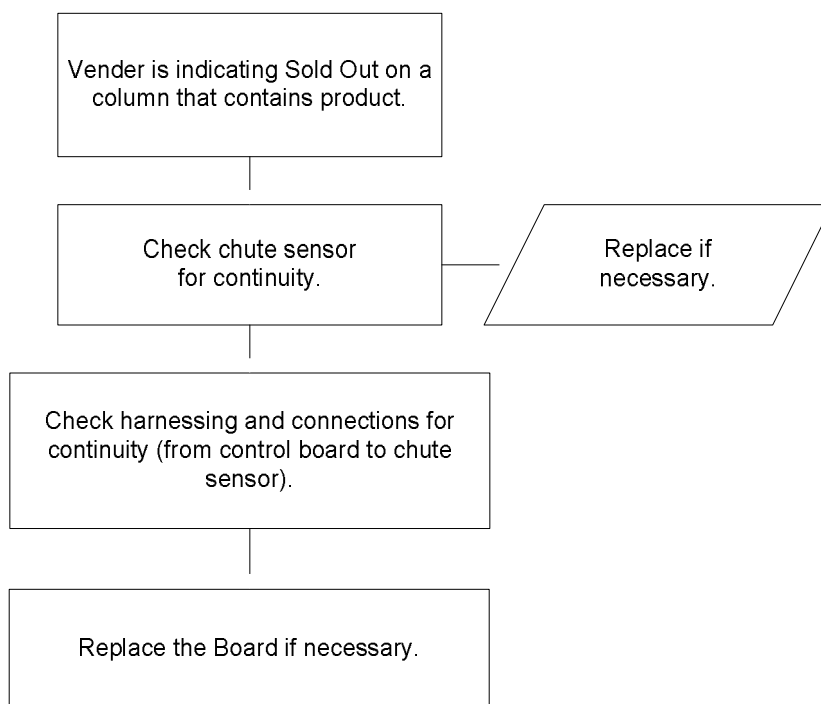 Vender is indicating Sold Out on a
column that contains product.
Check chute sensor
for continuity.
Replace if
necessary.
Check harnessing and connections for
continuity (from control board to chute
sensor).
Replace the Board if necessary.